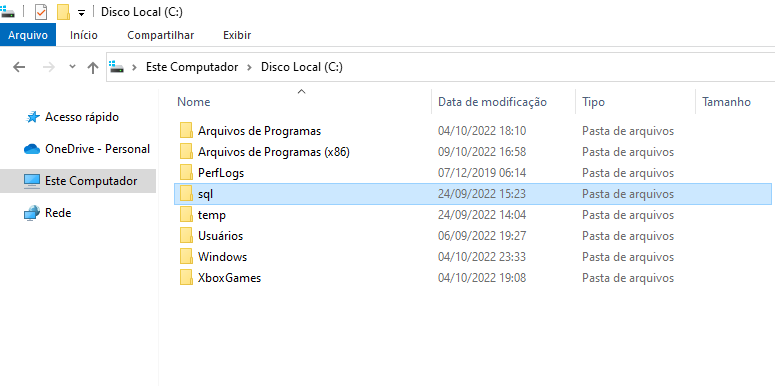 Disco Local (C:)
Arquivo Início Compartilhar Exibir
Este Computador Disco Local (C:)
Nome Data de modificação Tipo Tamanho
Acesso rápido
OneDrive - Personal
Este Computador
Rede
Arquivos de Programas 04/10/2022 18:10 Pasta de arquivos
Arquivos de Programas (x86) 09/10/2022 16:58 Pasta de arquivos
PerfLogs 07/12/2019 06:14 Pasta de arquivos
sql 24/09/2022 15:23 Pasta de arquivos
temp 24/09/2022 14:04 Pasta de arquivos
Usuários 06/09/2022 19:27 Pasta de arquivos
Windows 04/10/2022 23:33 Pasta de arquivos
XboxGames 04/10/2022 19:08 Pasta de arquivos